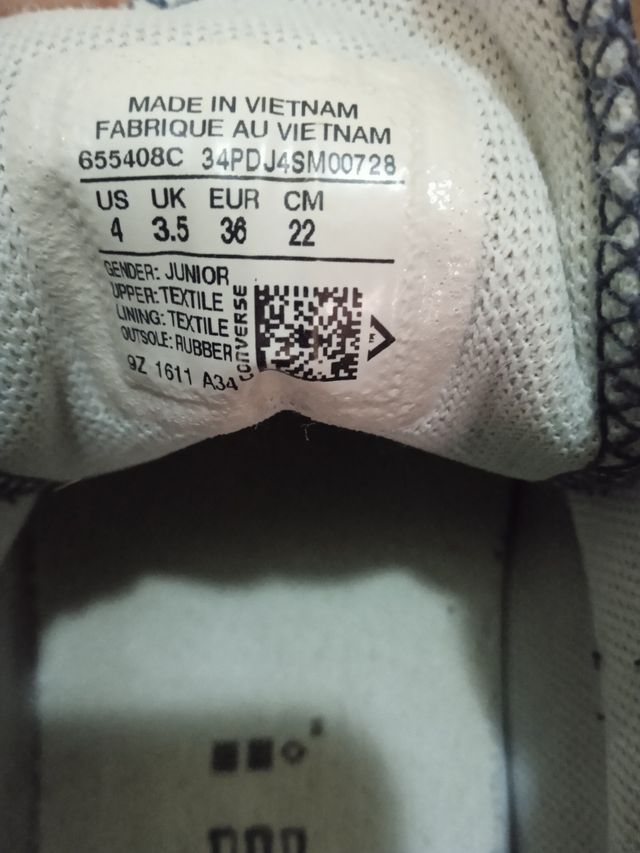 MADE IN VIETNAM
FABRIQUE AU VIETNAM
655408C 34PDJ4SM00728
US UK EUR CM
4 3.5 36 22
GENDER: JUNIOR
UPPER: TEXTILE
LINING: TEXTILE
OUTSOLE: RUBBER
9Z 1611 A34
CONVERSE